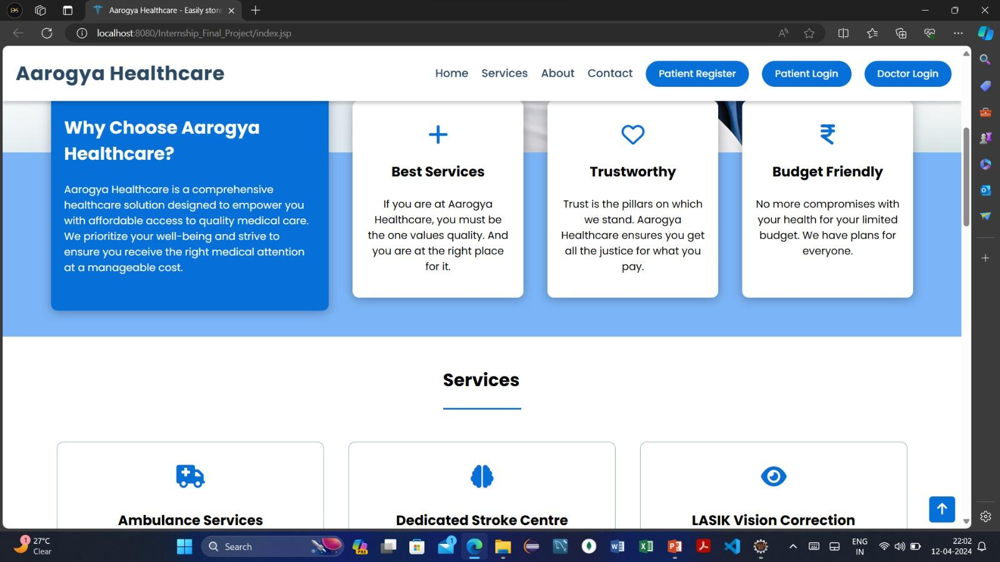 DS
Aarogya Healthcare - Easily store
localhost:8080/Internship_Final_Project/index.jsp
Aarogya Healthcare
Home
Services
About
Contact
Patient Register
Patient Login
Doctor Login
Why Choose Aarogya
Healthcare?
Aarogya Healthcare is a comprehensive
healthcare solution designed to empower you
with affordable access to quality medical care.
We prioritize your well-being and strive to
ensure you receive the right medical attention
at a manageable cost.
Best Services
If you are at Aarogya
Healthcare, you must be
the one values quality. And
you are at the right place
for it.
Trustworthy
Trust is the pillars on which
we stand. Aarogya
Healthcare ensures you get
all the justice for what you
pay.
₹
Budget Friendly
No more compromises with
your health for your limited
budget. We have plans for
everyone.
Services
Ambulance Services
Dedicated Stroke Centre
LASIK Vision Correction
1
27°C
Clear
Search
PRE
1
ENG
IN
22:02
12-04-2024